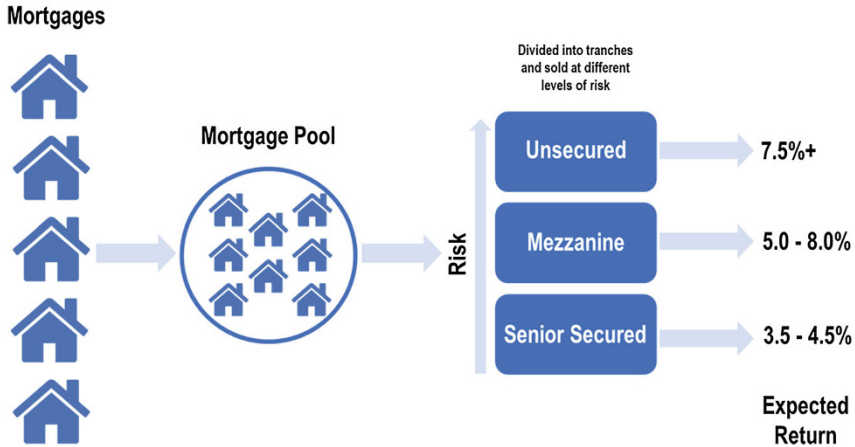 Mortgages
Mortgage Pool
Divided into tranches
and sold at different
levels of risk
Risk
Unsecured
7.5%+
Mezzanine
5.0 - 8.0%
Senior Secured
3.5 - 4.5%
Expected
Return